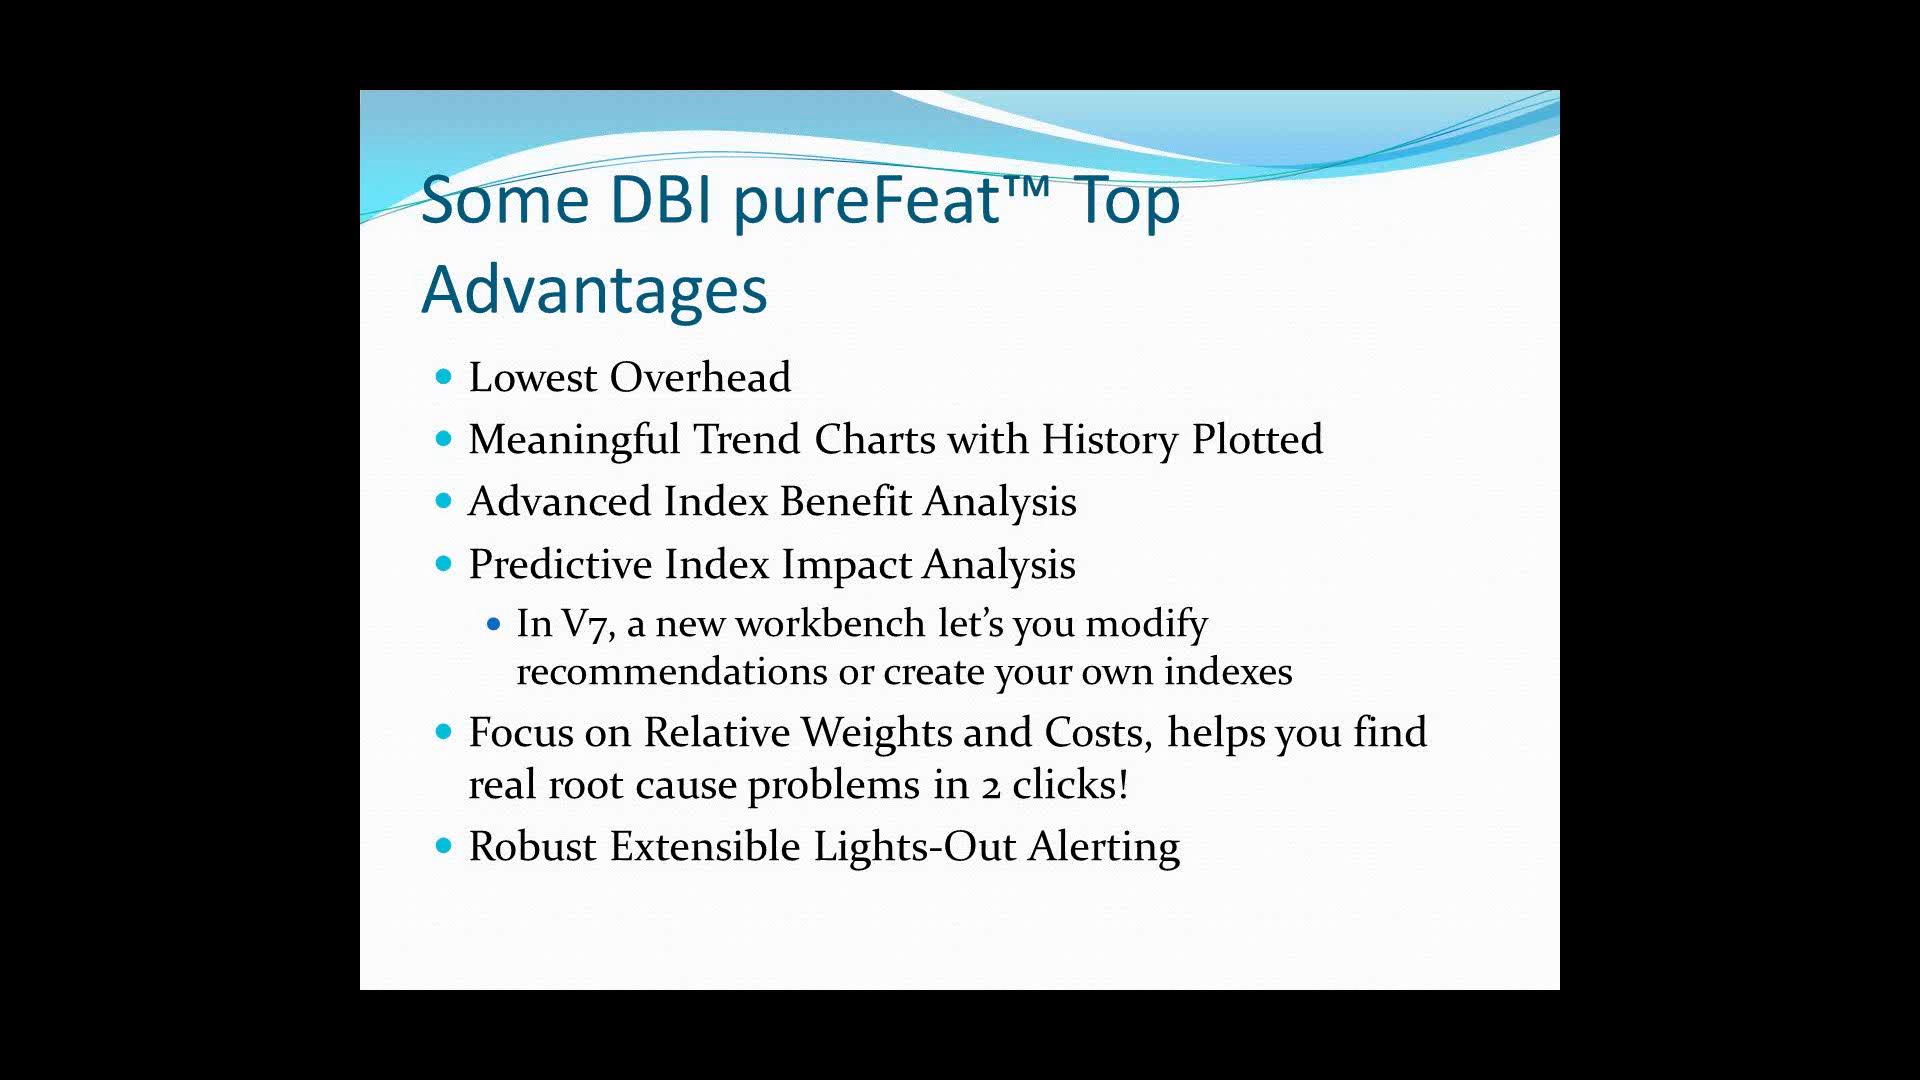 Some DBI pureFeat™ Top
Advantages
• Lowest Overhead
• Meaningful Trend Charts with History Plotted
• Advanced Index Benefit Analysis
• Predictive Index Impact Analysis
• In V7, a new workbench let’s you modify
recommendations or create your own indexes
• Focus on Relative Weights and Costs, helps you find
real root cause problems in 2 clicks!
• Robust Extensible Lights-Out Alerting